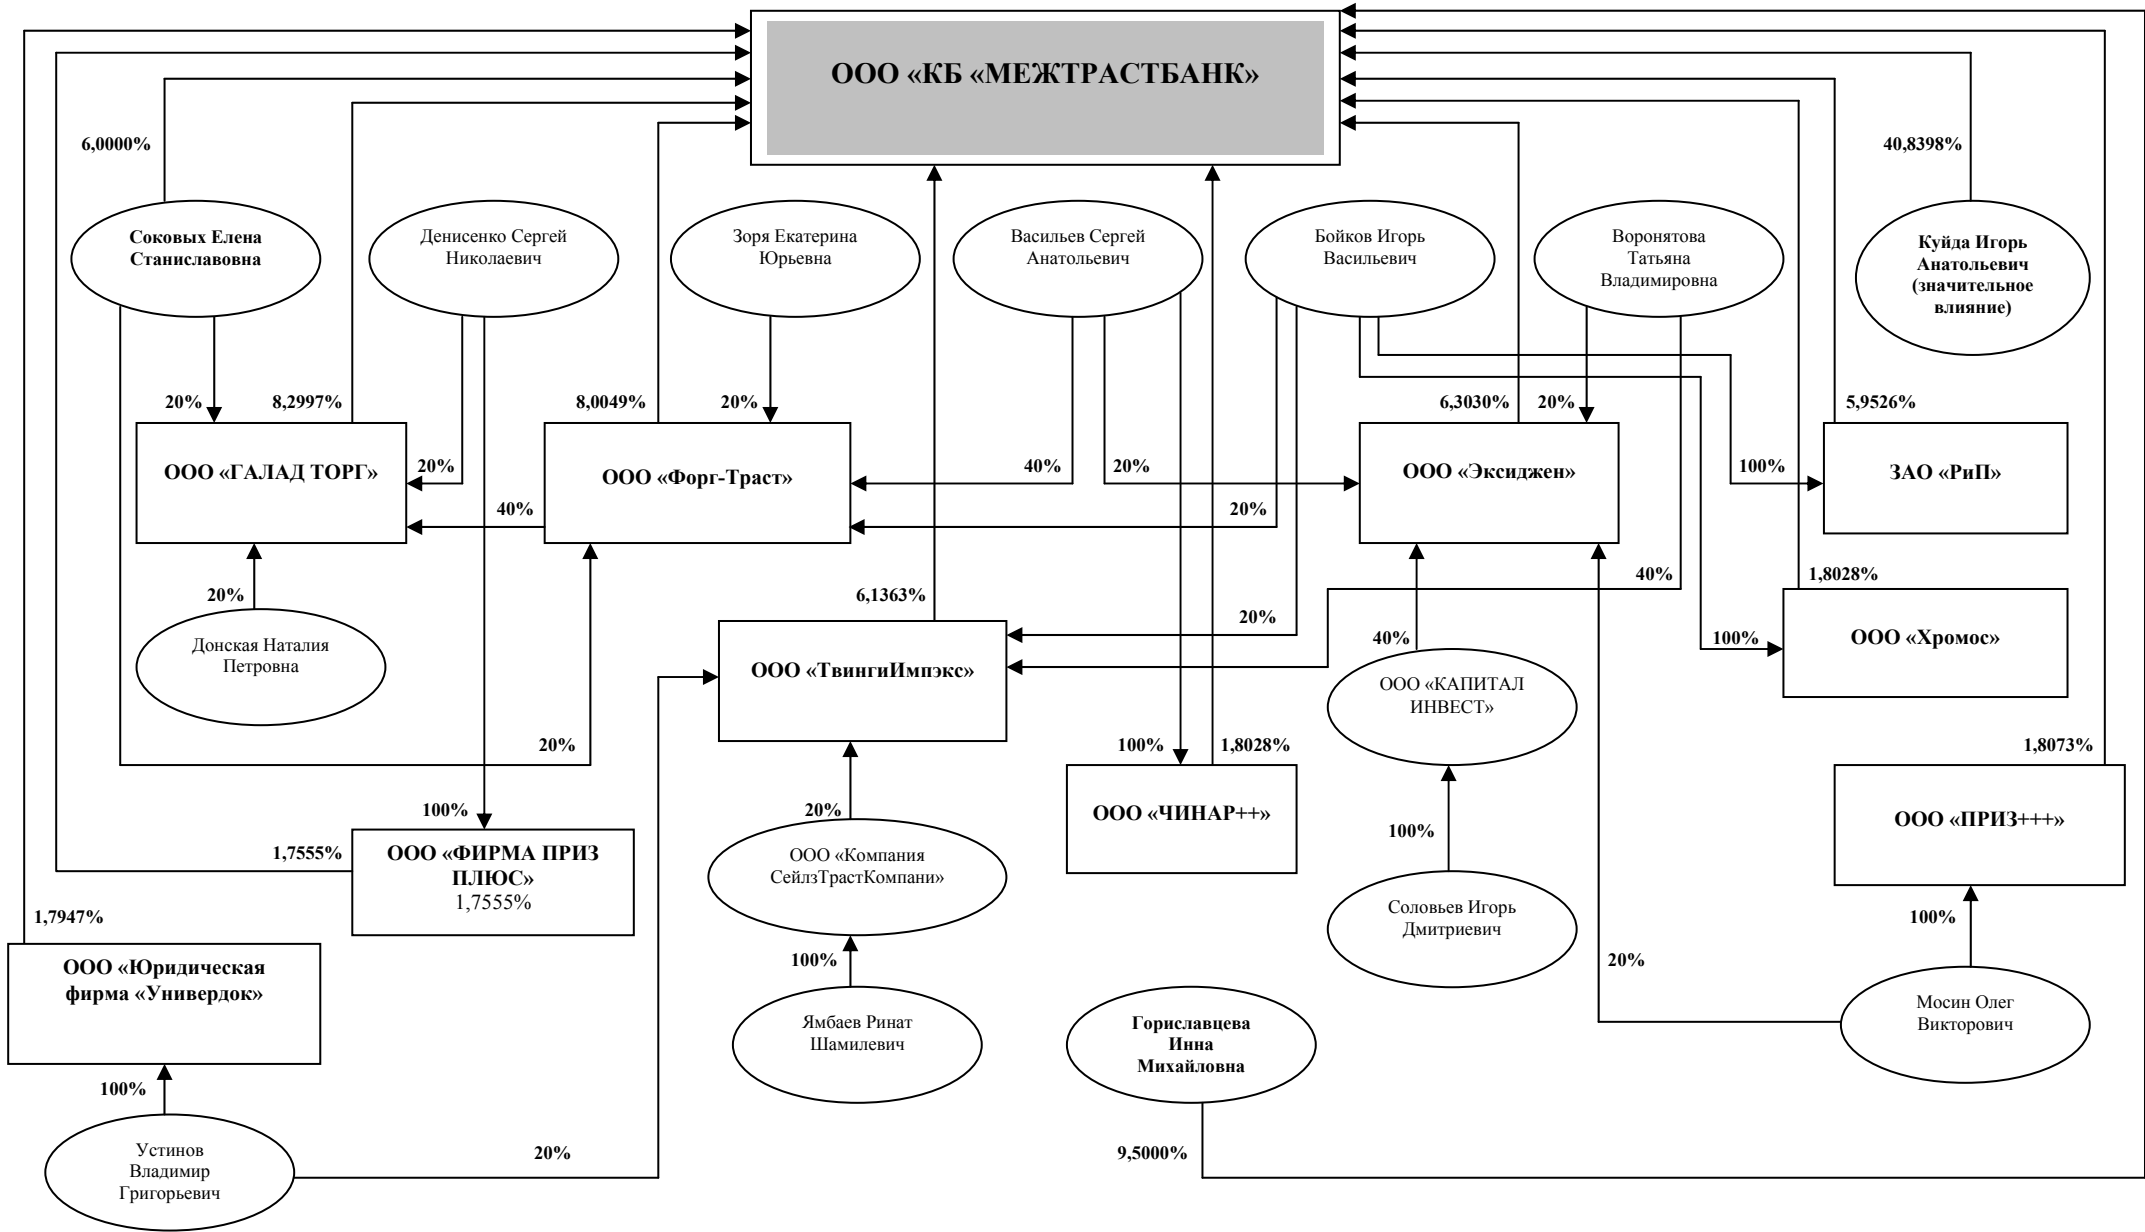 ООО «КБ «МЕЖТРАСТБАНК»
6,0000%
40,8398%
Соковых Елена
Станиславовна
Денисенко Сергей
Николаевич
Зоря Екатерина
Юрьевна
Васильев Сергей
Анатольевич
Бойков Игорь
Васильевич
Воронятова
Татьяна
Владимировна
Куйда Игорь
Анатольевич
(значительное
влияние)
20%
8,2997%
8,0049%
20%
6,3030%
20%
5,9526%
ООО «ГАЛАД ТОРГ»
20%
ООО «Форг-Траст»
40%
20%
ООО «Эксиджен»
100%
ЗАО «РиП»
40%
20%
20%
6,1363%
40%
1,8028%
Донская Наталия
Петровна
ООО «ТвингиИмпэкс»
20%
40%
100%
ООО «Хромос»
ООО «КАПИТАЛ
ИНВЕСТ»
20%
100%
1,8028%
1,8073%
100%
20%
ООО «ЧИНАР++»
100%
ООО «ПРИЗ+++»
1,7555%
ООО «ФИРМА ПРИЗ
ПЛЮС»
1,7555%
ООО «Компания
СейлзТрастКомпани»
1,7947%
Соловьев Игорь
Дмитриевич
100%
ООО «Юридическая
фирма «Универдок»
100%
20%
Ямбаев Ринат
Шамилевич
Гориславцева
Инна
Михайловна
Мосин Олег
Викторович
100%
Устинов
Владимир
Григорьевич
20%
9,5000%